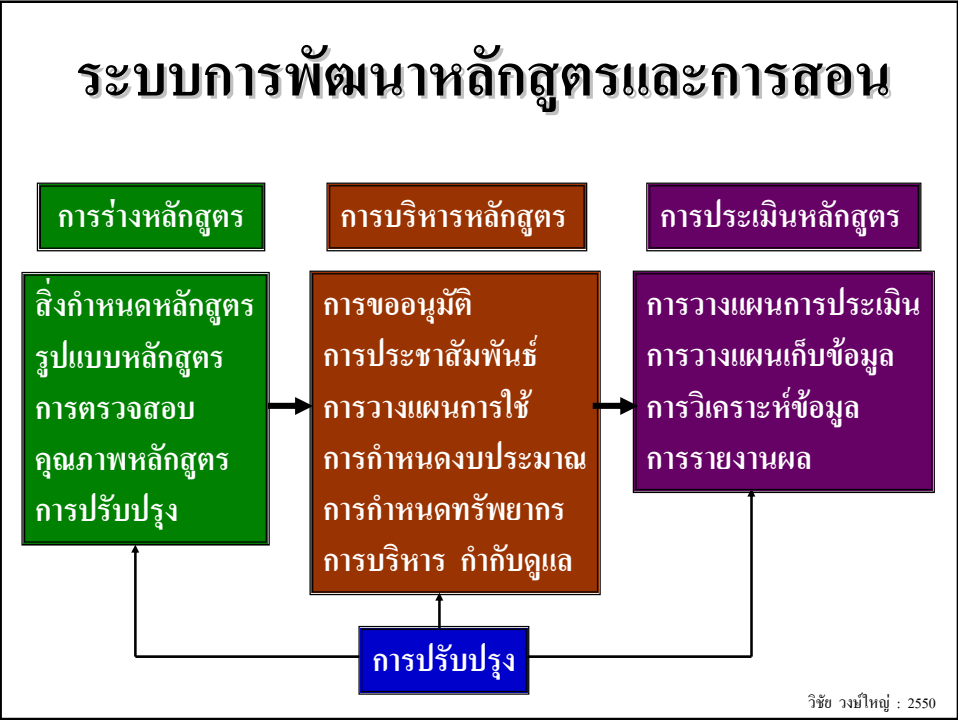 ระบบการพัฒนาหลักสูตรและการสอน
การร่างหลักสูตร
การบริหารหลักสูตร
การประเมินหลักสูตร
สิ่งกำหนดหลักสูตร
รูปแบบหลักสูตร
การตรวจสอบ
คุณภาพหลักสูตร
การปรับปรุง
การขออนุมัติ
การประชาสัมพันธ์
การวางแผนการใช้
การกำหนดงบประมาณ
การกำหนดทรัพยากร
การบริหาร กำกับดูแล
การวางแผนการประเมิน
การวางแผนเก็บข้อมูล
การวิเคราะห์ข้อมูล
การรายงานผล
การปรับปรุง
วิชัย วงษ์ใหญ่ : 2550